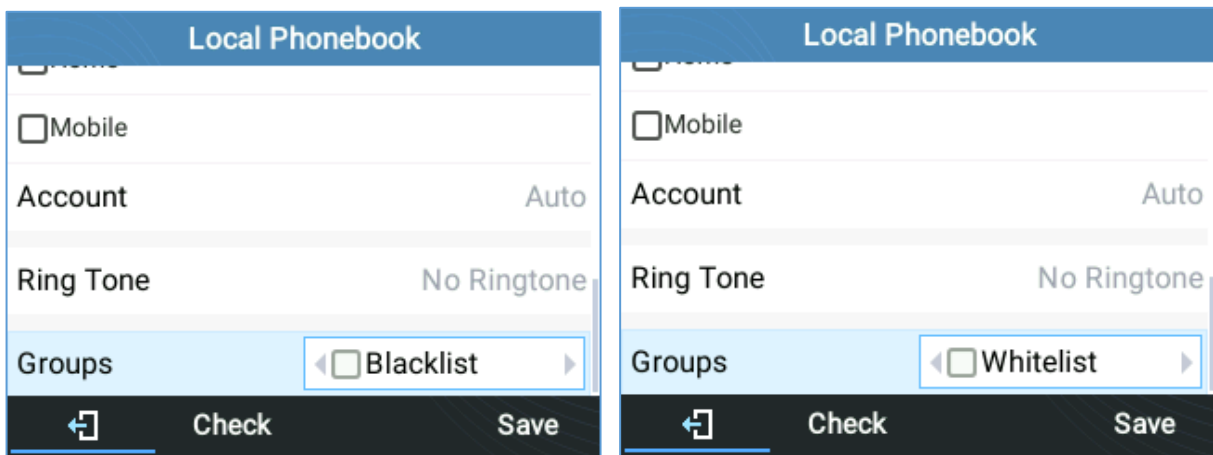 Local Phonebook
Mobile
Account Auto
Ring Tone No Ringtone
Groups Blacklist
Check Save
Local Phonebook
Mobile
Account Auto
Ring Tone No Ringtone
Groups Whitelist
Check Save